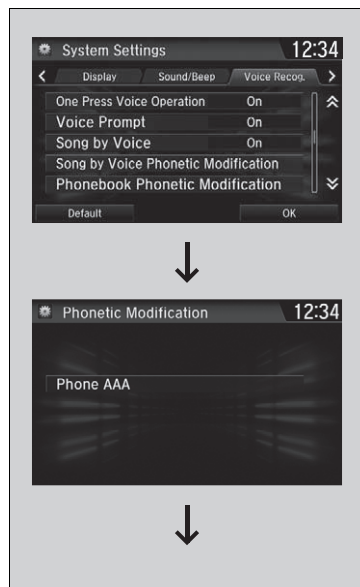 System Settings 12:34
Display Sound/Beep Voice Recog.
One Press Voice Operation On
Voice Prompt On
Song by Voice On
Song by Voice Phonetic Modification
Phonebook Phonetic Modification
Default OK
Phonetic Modification 12:34
Phone AAA